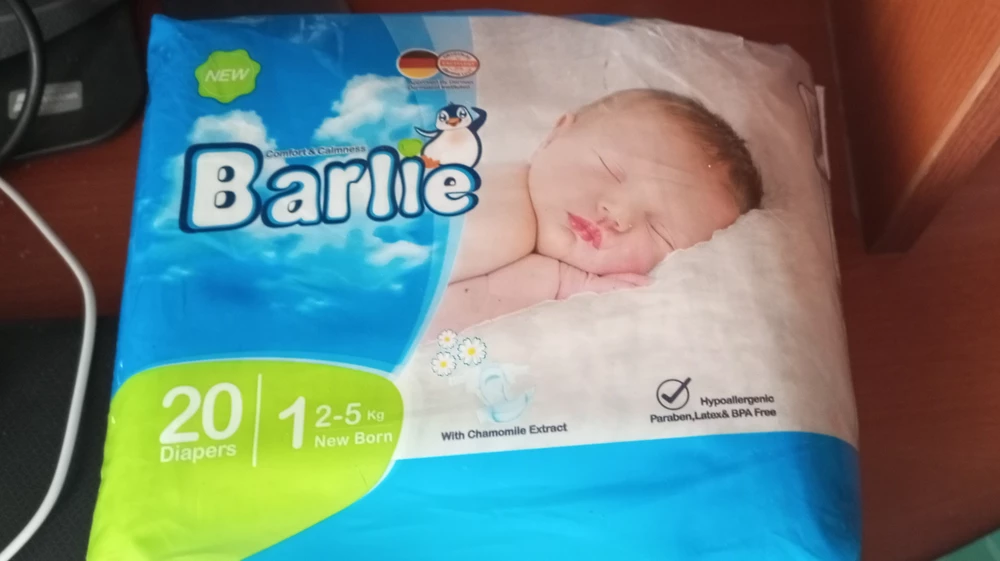 NEW
Comfort & Calmness
Barlie
20
Diapers
1
2-5 Kg
New Born
With Chamomile Extract
Hypoallergenic
Paraben,Latex& BPA Free